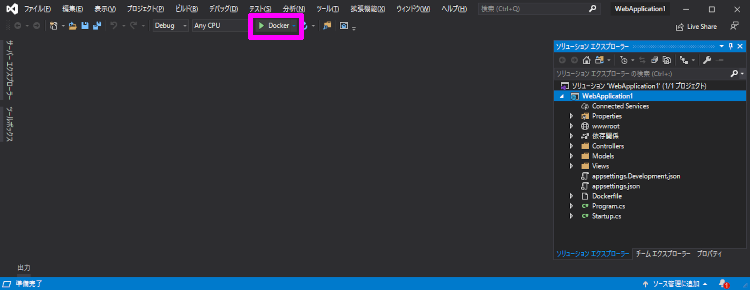 ファイル(F) 編集(E) 表示(V) プロジェクト(P) ビルド(B) デバッグ(D) テスト(S) 分析(N) ツール(T) 拡張機能(X) ウィンドウ(W) ヘルプ(H) 検索 (Ctrl+Q) WebApplication1
Debug Any CPU Docker Live Share
サーバー エクスプローラー
ツールボックス
ソリューション エクスプローラー
ソリューション エクスプローラー の検索 (Ctrl+;)
ソリューション 'WebApplication1' (1/1 プロジェクト)
WebApplication1
Connected Services
Properties
wwwroot
依存関係
Controllers
Models
Views
appsettings.Development.json
appsettings.json
Dockerfile
Program.cs
Startup.cs
ソリューション エクスプローラー チーム エクスプローラー プロパティ
出力
準備完了 ソース管理に追加 1